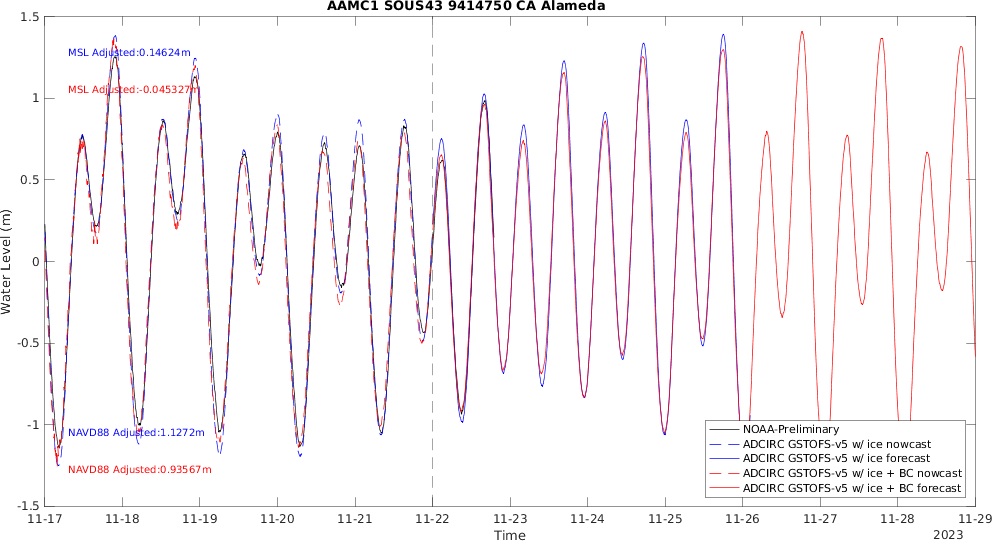 AAMC1 SOUS43 9414750 CA Alameda
1.5
MSL Adjusted:0.14624m
MSL Adjusted:-0.045327m
1
0.5
0
Water Level (m)
-0.5
-1
NAVD88 Adjusted:1.1272m
NAVD88 Adjusted:0.93567m
-1.5
NOAA-Preliminary
ADCIRC GSTOFS-v5 w/ ice nowcast
ADCIRC GSTOFS-v5 w/ ice forecast
ADCIRC GSTOFS-v5 w/ ice + BC nowcast
ADCIRC GSTOFS-v5 w/ ice + BC forecast
11-17 11-18 11-19 11-20 11-21 11-22 11-23 11-24 11-25 11-26 11-27 11-28 11-29
Time
2023